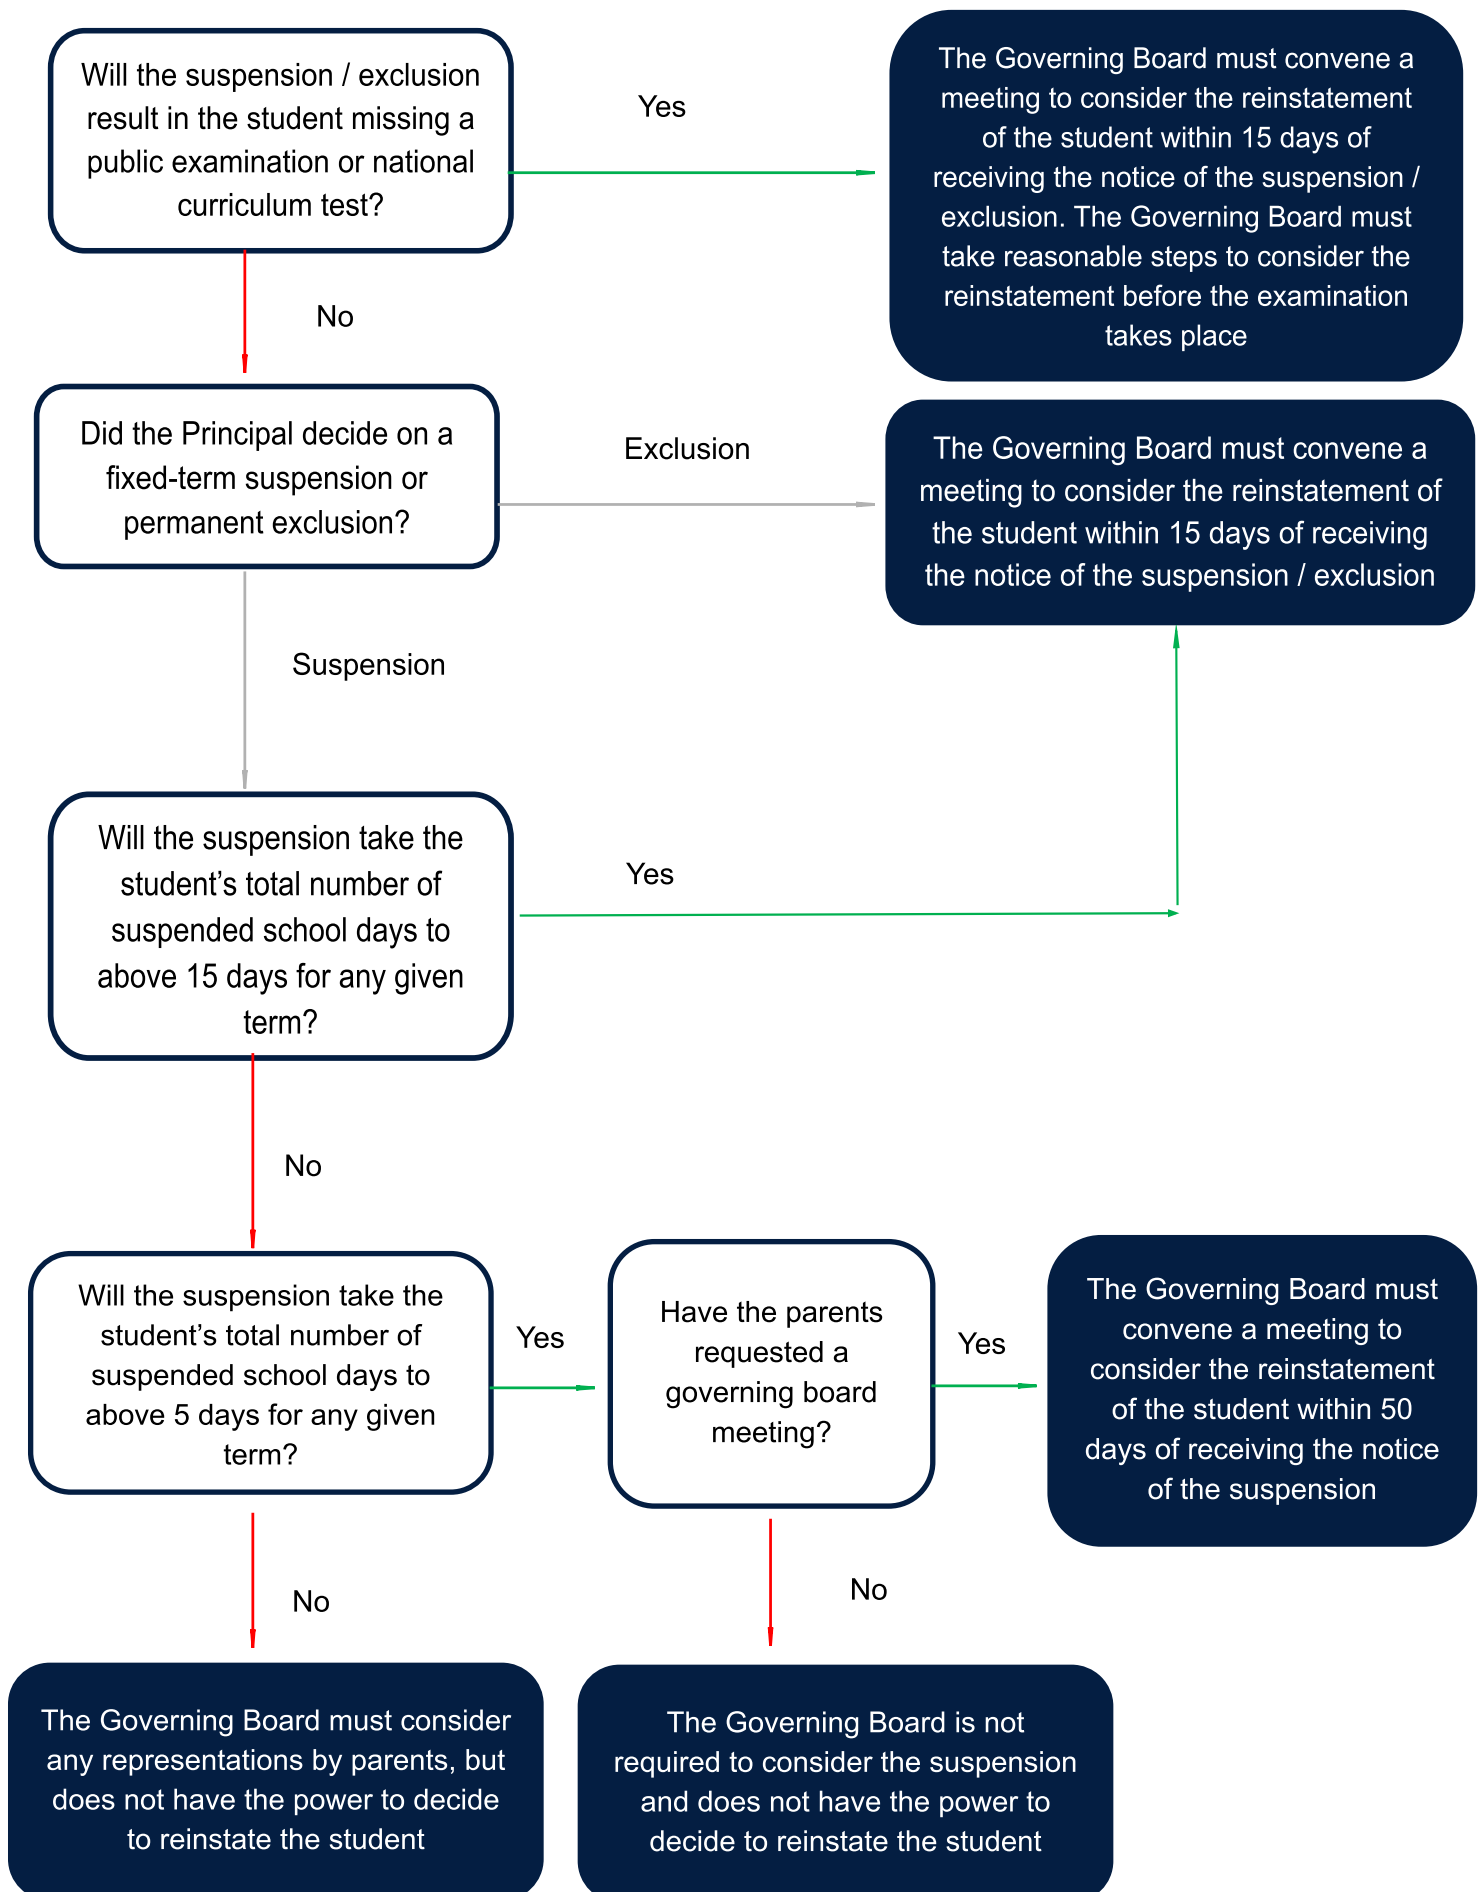 Will the suspension / exclusion
result in the student missing a
public examination or national
curriculum test?
Yes
The Governing Board must convene a
meeting to consider the reinstatement
of the student within 15 days of
receiving the notice of the suspension /
exclusion. The Governing Board must
take reasonable steps to consider the
reinstatement before the examination
takes place
No
Did the Principal decide on a
fixed-term suspension or
permanent exclusion?
Exclusion
The Governing Board must convene a
meeting to consider the reinstatement of
the student within 15 days of receiving
the notice of the suspension / exclusion
Suspension
Will the suspension take the
student’s total number of
suspended school days to
above 15 days for any given
term?
Yes
No
Will the suspension take the
student’s total number of
suspended school days to
above 5 days for any given
term?
Yes
Have the parents
requested a
governing board
meeting?
Yes
The Governing Board must
convene a meeting to
consider the reinstatement
of the student within 50
days of receiving the notice
of the suspension
No
No
The Governing Board must consider
any representations by parents, but
does not have the power to decide
to reinstate the student
The Governing Board is not
required to consider the suspension
and does not have the power to
decide to reinstate the student